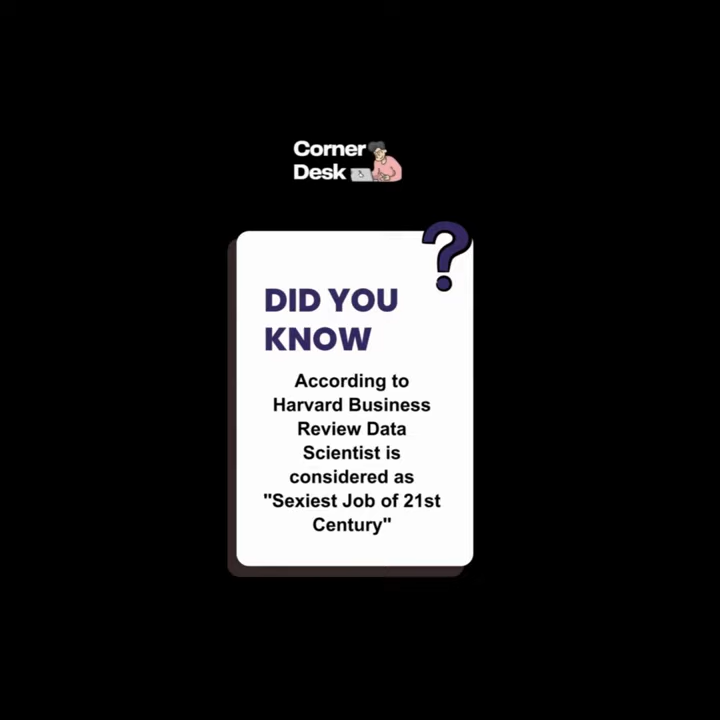 Corner
Desk
?
DID YOU
KNOW
According to
Harvard Business
Review Data
Scientist is
considered as
"Sexiest Job of 21st
Century"